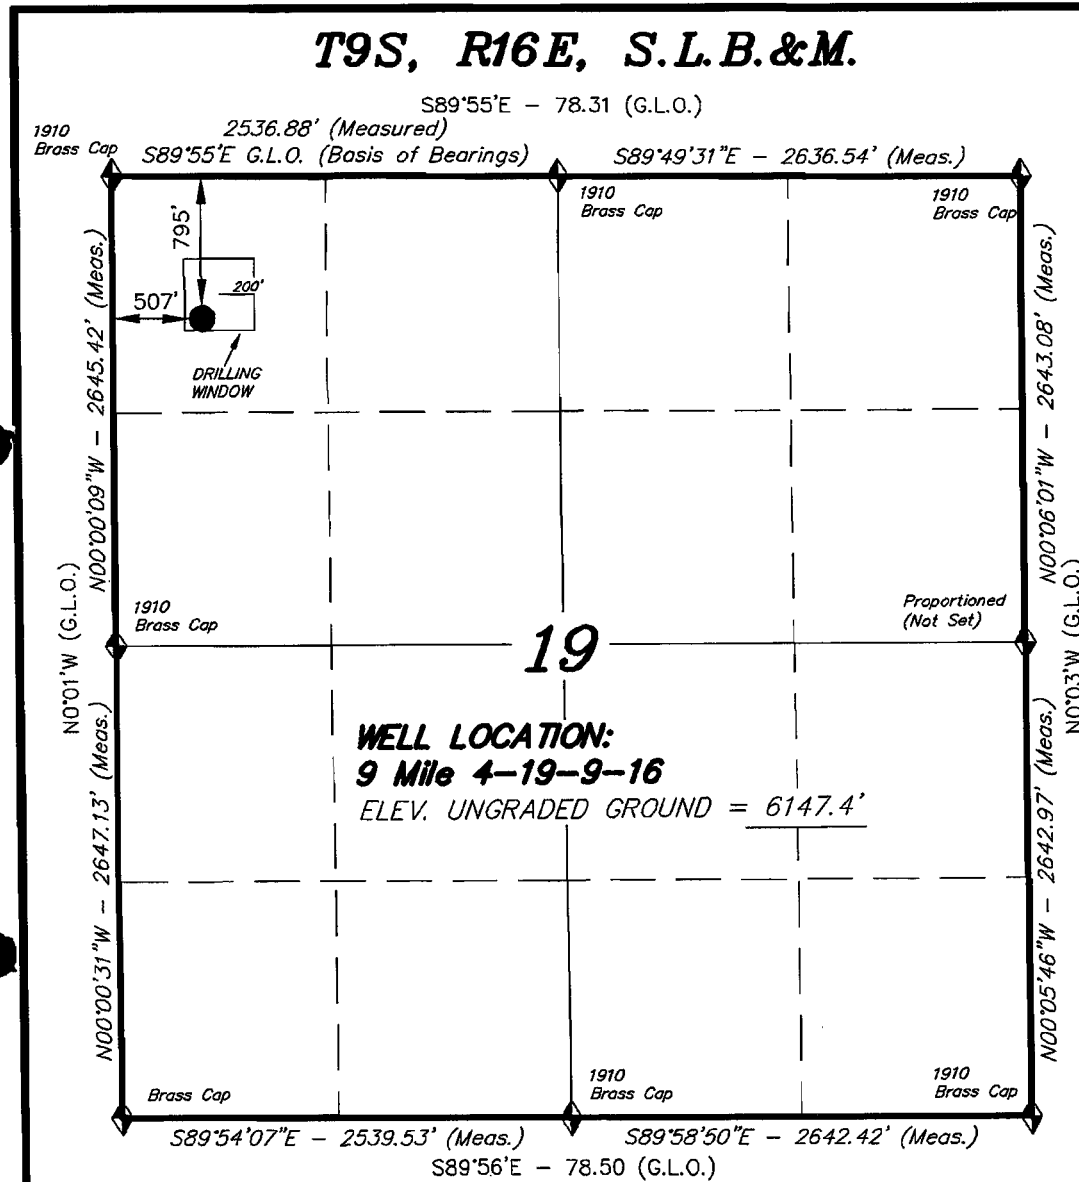 T9S, R16E, S.L.B.&M.
S89°55'E - 78.31 (G.L.O.)
1910
Brass Cap
2536.88' (Measured)
S89°55'E G.L.O. (Basis of Bearings)
S89°49'31"E - 2636.54' (Meas.)
1910
Brass Cap
1910
Brass Cap
795'
200'
507'
DRILLING
WINDOW
N00°00'09"W - 2645.42' (Meas.)
N00°06'01"W - 2643.08' (Meas.)
N0°01'W (G.L.O.)
1910
Brass Cap
Proportioned
(Not Set)
N0°03'W (G.L.O.)
19
WELL LOCATION:
9 Mile 4-19-9-16
ELEV. UNGRADED GROUND = 6147.4'
N00°00'31"W - 2647.13' (Meas.)
N00°05'46"W - 2642.97' (Meas.)
Brass Cap
1910
Brass Cap
1910
Brass Cap
S89°54'07"E - 2539.53' (Meas.)
S89°58'50"E - 2642.42' (Meas.)
S89°56'E - 78.50 (G.L.O.)